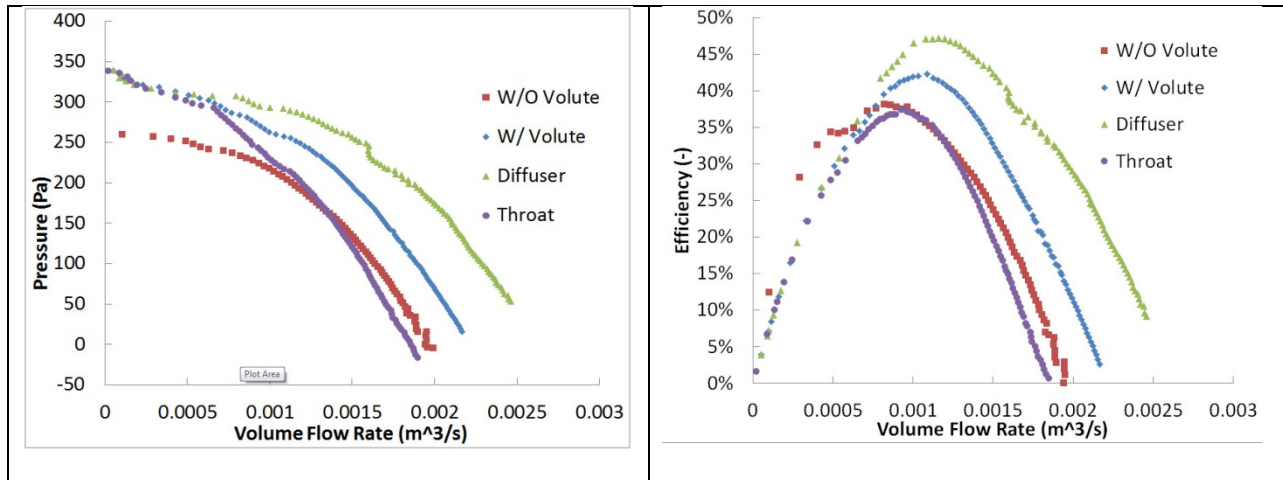 400
350
300
250
200
150
100
50
0
-50
Pressure (Pa)
W/O Volute
W/ Volute
Diffuser
Throat
Plot Area
0 0.0005 0.001 0.0015 0.002 0.0025 0.003
Volume Flow Rate (m^3/s)
50%
45%
40%
35%
30%
25%
20%
15%
10%
5%
0%
Efficiency (-)
W/O Volute
W/ Volute
Diffuser
Throat
0 0.0005 0.001 0.0015 0.002 0.0025 0.003
Volume Flow Rate (m^3/s)